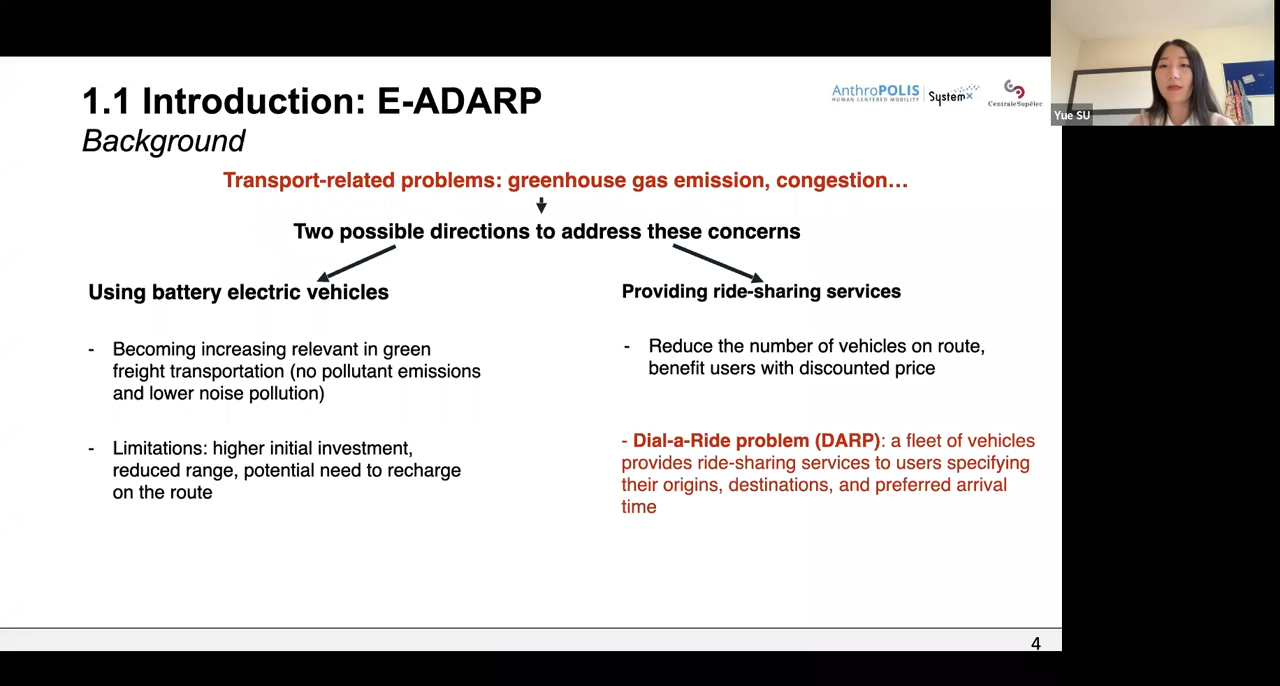 1.1 Introduction: E-ADARP
Background
AnthroPOLIS
HUMAN CENTERED MOBILITY
SystemX
CentraleSupélec
Yue SU
Transport-related problems: greenhouse gas emission, congestion…
Two possible directions to address these concerns
Using battery electric vehicles
- Becoming increasing relevant in green
freight transportation (no pollutant emissions
and lower noise pollution)
- Limitations: higher initial investment,
reduced range, potential need to recharge
on the route
Providing ride-sharing services
- Reduce the number of vehicles on route,
benefit users with discounted price
- Dial-a-Ride problem (DARP): a fleet of vehicles
provides ride-sharing services to users specifying
their origins, destinations, and preferred arrival
time
4